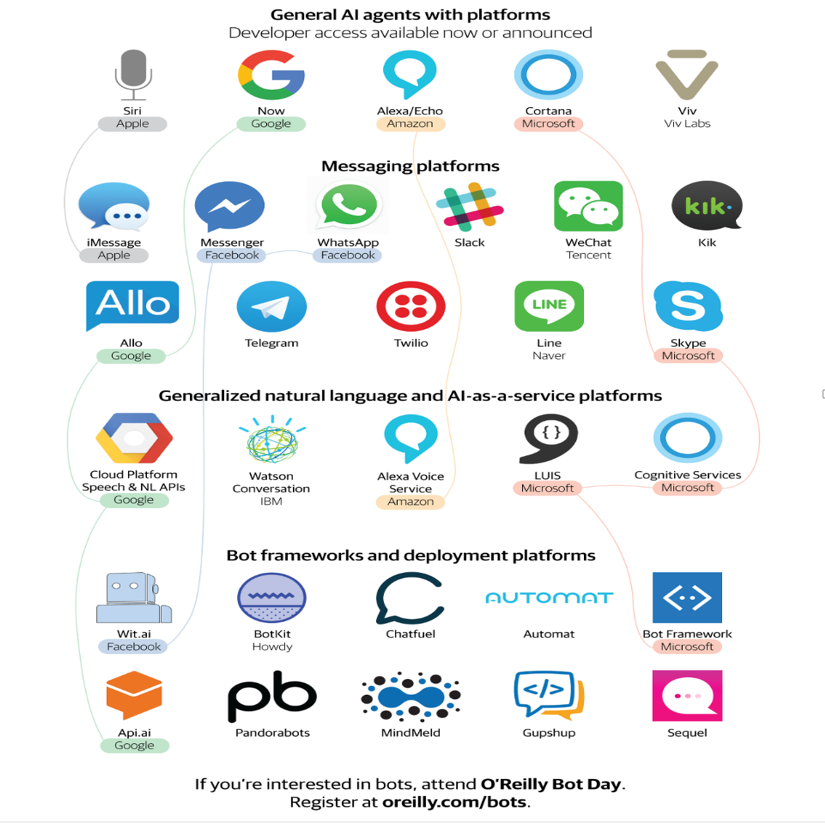 General AI agents with platforms
Developer access available now or announced
Siri
Apple
Now
Google
Alexa/Echo
Amazon
Cortana
Microsoft
Viv
Viv Labs
Messaging platforms
iMessage
Apple
Messenger
Facebook
WhatsApp
Facebook
Slack
WeChat
Tencent
kik.
Kik
Allo
Allo
Google
Telegram
Twilio
LINE
Line
Naver
S
Skype
Microsoft
Generalized natural language and AI-as-a-service platforms
Cloud Platform
Speech & NL APIs
Google
Watson
Conversation
IBM
Alexa Voice
Service
Amazon
{ }
LUIS
Microsoft
Cognitive Services
Microsoft
Bot frameworks and deployment platforms
Wit.ai
Facebook
BotKit
Howdy
Chatfuel
AUTOMAT
Automat
Bot Framework
Microsoft
Api.ai
Google
pb
Pandorabots
MindMeld
</>
Gupshup
Sequel
If you're interested in bots, attend O'Reilly Bot Day.
Register at oreilly.com/bots.